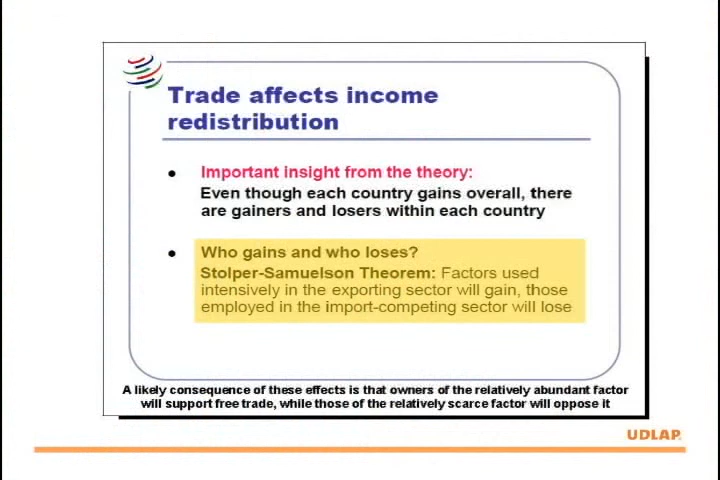 Trade affects income
redistribution
Important insight from the theory:
Even though each country gains overall, there
are gainers and losers within each country
Who gains and who loses?
Stolper-Samuelson Theorem: Factors used
intensively in the exporting sector will gain, those
employed in the import-competing sector will lose
A likely consequence of these effects is that owners of the relatively abundant factor
will support free trade, while those of the relatively scarce factor will oppose it
UDLAP